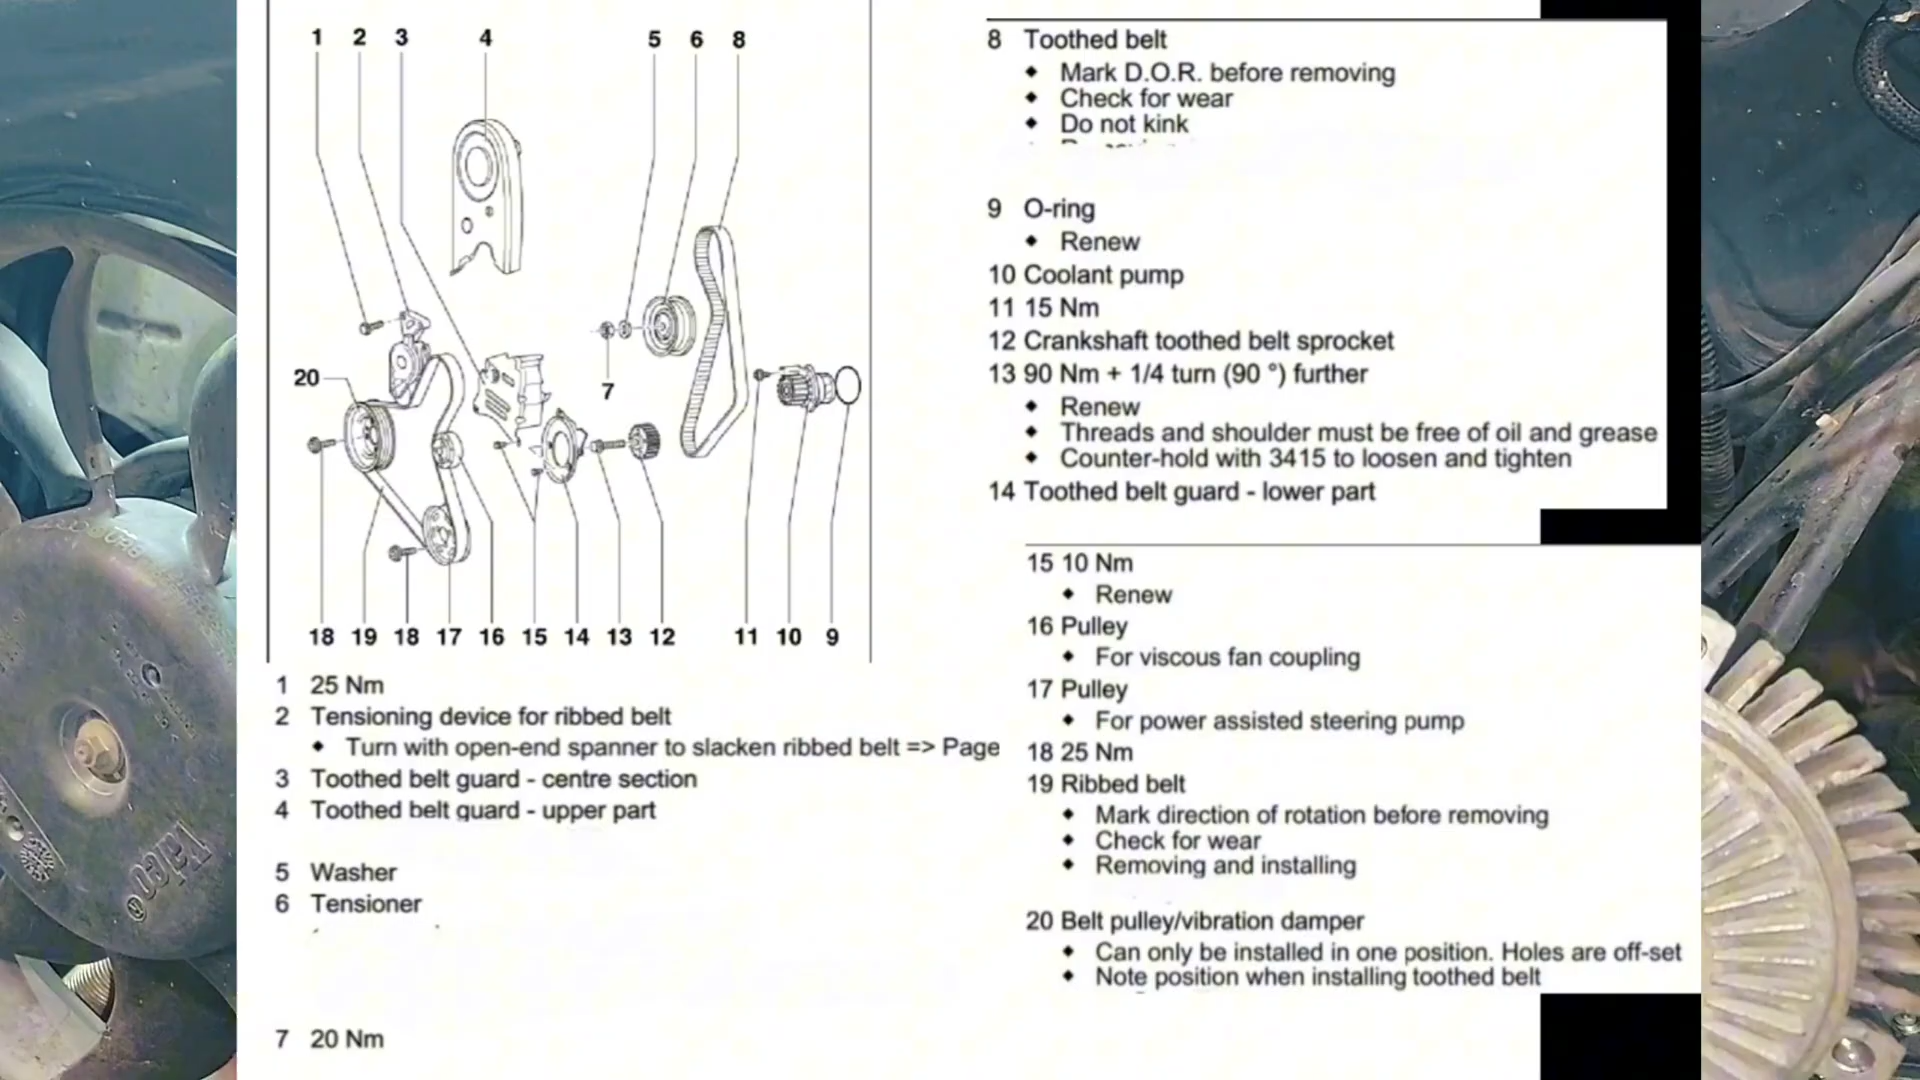 1 2 3 4 5 6 8
20
7
18 19 18 17 16 15 14 13 12 11 10 9
1 25 Nm
2 Tensioning device for ribbed belt
◆ Turn with open-end spanner to slacken ribbed belt => Page
3 Toothed belt guard - centre section
4 Toothed belt guard - upper part
5 Washer
6 Tensioner
7 20 Nm
8 Toothed belt
◆ Mark D.O.R. before removing
◆ Check for wear
◆ Do not kink
9 O-ring
◆ Renew
10 Coolant pump
11 15 Nm
12 Crankshaft toothed belt sprocket
13 90 Nm + 1/4 turn (90 °) further
◆ Renew
◆ Threads and shoulder must be free of oil and grease
◆ Counter-hold with 3415 to loosen and tighten
14 Toothed belt guard - lower part
15 10 Nm
◆ Renew
16 Pulley
◆ For viscous fan coupling
17 Pulley
◆ For power assisted steering pump
18 25 Nm
19 Ribbed belt
◆ Mark direction of rotation before removing
◆ Check for wear
◆ Removing and installing
20 Belt pulley/vibration damper
◆ Can only be installed in one position. Holes are off-set
◆ Note position when installing toothed belt
Valeo